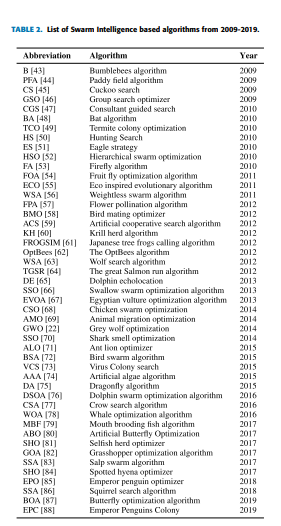 TABLE 2. List of Swarm Intelligence based algorithms from 2009-2019.
Abbreviation Algorithm Year
B [43] Bumblebees algorithm 2009
PFA [44] Paddy field algorithm 2009
CS [45] Cuckoo search 2009
GSO [46] Group search optimizer 2009
CGS [47] Consultant guided search 2010
BA [48] Bat algorithm 2010
TCO [49] Termite colony optimization 2010
HS [50] Hunting Search 2010
ES [51] Eagle strategy 2010
HSO [52] Hierarchical swarm optimization 2010
FA [53] Firefly algorithm 2010
FOA [54] Fruit fly optimization algorithm 2011
ECO [55] Eco inspired evolutionary algorithm 2011
WSA [56] Weightless swarm algorithm 2011
FPA [57] Flower pollination algorithm 2012
BMO [58] Bird mating optimizer 2012
ACS [59] Artificial cooperative search algorithm 2012
KH [60] Krill herd algorithm 2012
FROGSIM [61] Japanese tree frogs calling algorithm 2012
OptBees [62] The OptBees algorithm 2012
WSA [63] Wolf search algorithm 2012
TGSR [64] The great Salmon run algorithm 2012
DE [65] Dolphin echolocation 2013
SSO [66] Swallow swarm optimization algorithm 2013
EVOA [67] Egyptian vulture optimization algorithm 2013
CSO [68] Chicken swarm optimization 2014
AMO [69] Animal migration optimization 2014
GWO [22] Grey wolf optimization 2014
SSO [70] Shark smell optimization 2014
ALO [71] Ant lion optimizer 2015
BSA [72] Bird swarm algorithm 2015
VCS [73] Virus Colony search 2015
AAA [74] Artificial algae algorithm 2015
DA [75] Dragonfly algorithm 2015
DSOA [76] Dolphin swarm optimization algorithm 2016
CSA [77] Crow search algorithm 2016
WOA [78] Whale optimization algorithm 2016
MBF [79] Mouth brooding fish algorithm 2017
ABO [80] Artificial Butterfly Optimization 2017
SHO [81] Selfish herd optimizer 2017
GOA [82] Grasshopper optimization algorithm 2017
SSA [83] Salp swarm algorithm 2017
SHO [84] Spotted hyena optimizer 2017
EPO [85] Emperor penguin optimizer 2018
SSA [86] Squirrel search algorithm 2018
BOA [87] Butterfly optimization algorithm 2019
EPC [88] Emperor Penguins Colony 2019